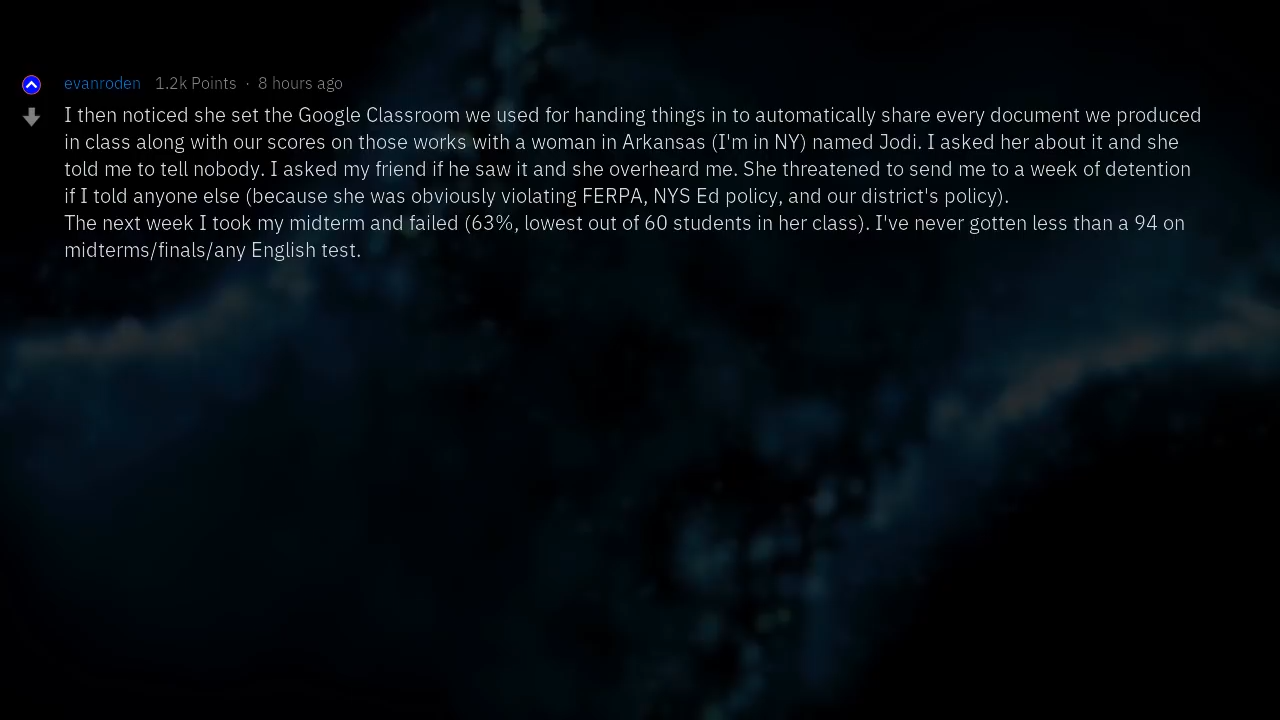 evanroden 1.2k Points · 8 hours ago
I then noticed she set the Google Classroom we used for handing things in to automatically share every document we produced
in class along with our scores on those works with a woman in Arkansas (I'm in NY) named Jodi. I asked her about it and she
told me to tell nobody. I asked my friend if he saw it and she overheard me. She threatened to send me to a week of detention
if I told anyone else (because she was obviously violating FERPA, NYS Ed policy, and our district's policy).
The next week I took my midterm and failed (63%, lowest out of 60 students in her class). I've never gotten less than a 94 on
midterms/finals/any English test.